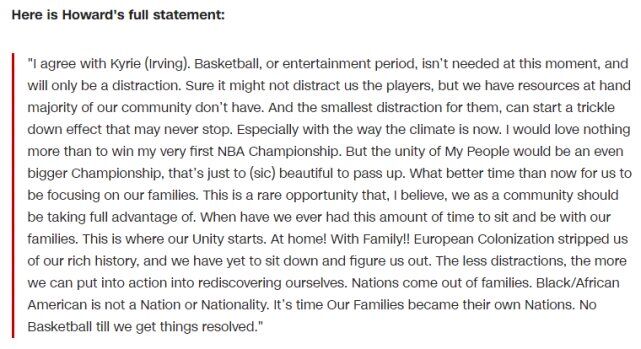 Here is Howard's full statement:
"I agree with Kyrie (Irving). Basketball, or entertainment period, isn't needed at this moment, and
will only be a distraction. Sure it might not distract us the players, but we have resources at hand
majority of our community don't have. And the smallest distraction for them, can start a trickle
down effect that may never stop. Especially with the way the climate is now. I would love nothing
more than to win my very first NBA Championship. But the unity of My People would be an even
bigger Championship, that's just to (sic) beautiful to pass up. What better time than now for us to
be focusing on our families. This is a rare opportunity that, I believe, we as a community should
be taking full advantage of. When have we ever had this amount of time to sit and be with our
families. This is where our Unity starts. At home! With Family!! European Colonization stripped us
of our rich history, and we have yet to sit down and figure us out. The less distractions, the more
we can put into action into rediscovering ourselves. Nations come out of families. Black/African
American is not a Nation or Nationality. It's time Our Families became their own Nations. No
Basketball till we get things resolved."